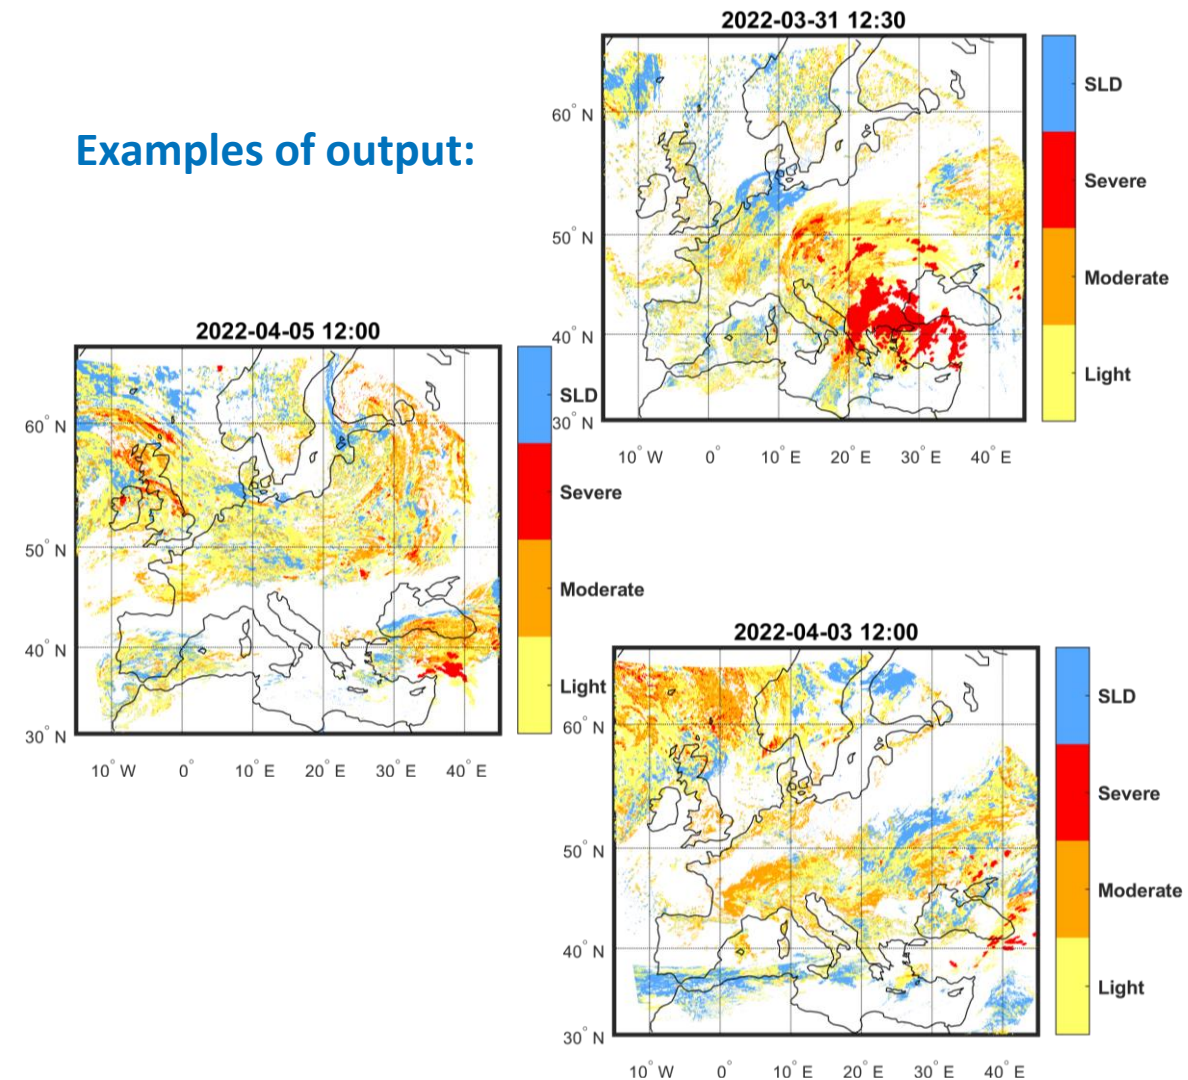 2022-03-31 12:30
Examples of output:
60° N
50° N
40° N
30° N
10° W 0° 10° E 20° E 30° E 40° E
SLD
Severe
Moderate
Light
2022-04-05 12:00
60° N
50° N
40° N
30° N
10° W 0° 10° E 20° E 30° E 40° E
SLD
Severe
Moderate
Light
2022-04-03 12:00
60° N
50° N
40° N
30° N
10° W 0° 10° E 20° E 30° E 40° E
SLD
Severe
Moderate
Light